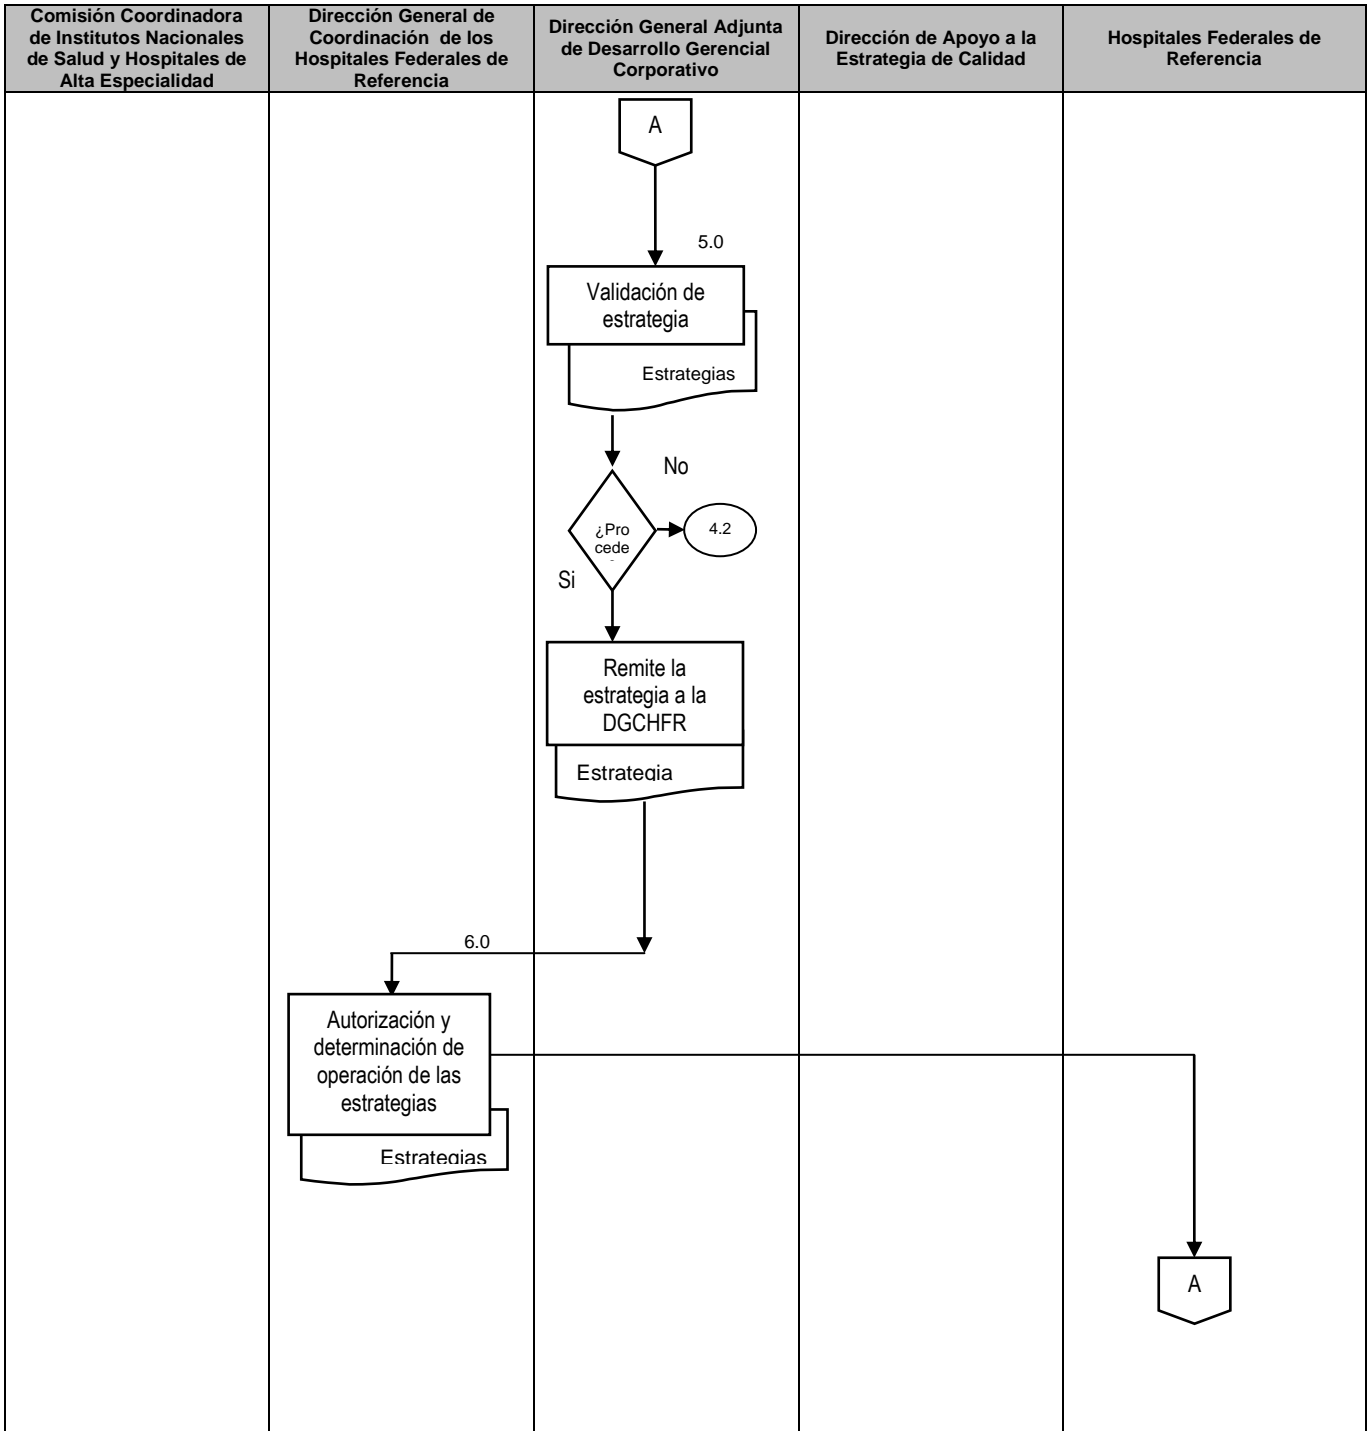 Comisión Coordinadora
de Institutos Nacionales
de Salud y Hospitales de
Alta Especialidad
Dirección General de
Coordinación de los
Hospitales Federales de
Referencia
Dirección General Adjunta
de Desarrollo Gerencial
Corporativo
Dirección de Apoyo a la
Estrategia de Calidad
Hospitales Federales de
Referencia
A
5.0
Validación de
estrategia
Estrategias
No
¿Pro
cede
4.2
Si
Remite la
estrategia a la
DGCHFR
Estrategia
6.0
Autorización y
determinación de
operación de las
estrategias
Estrategias
A